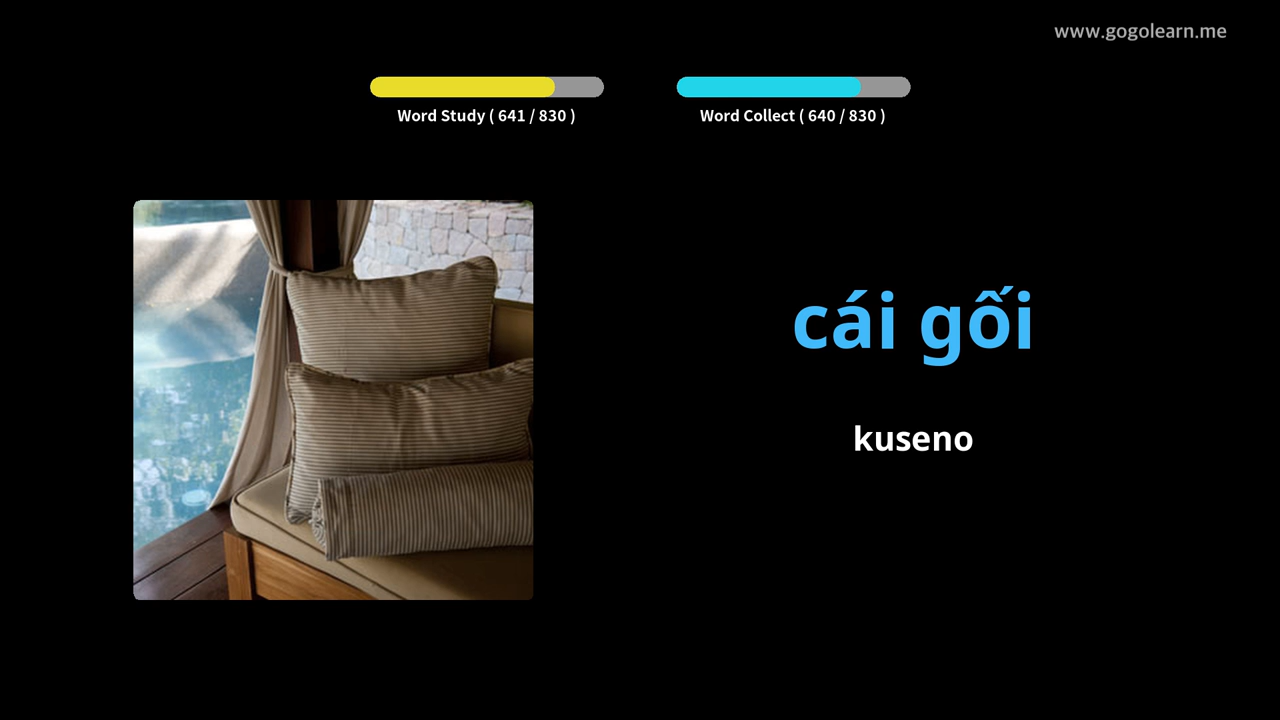 www.gogolearn.me
Word Study ( 641 / 830 )
Word Collect ( 640 / 830 )
cái gối
kuseno